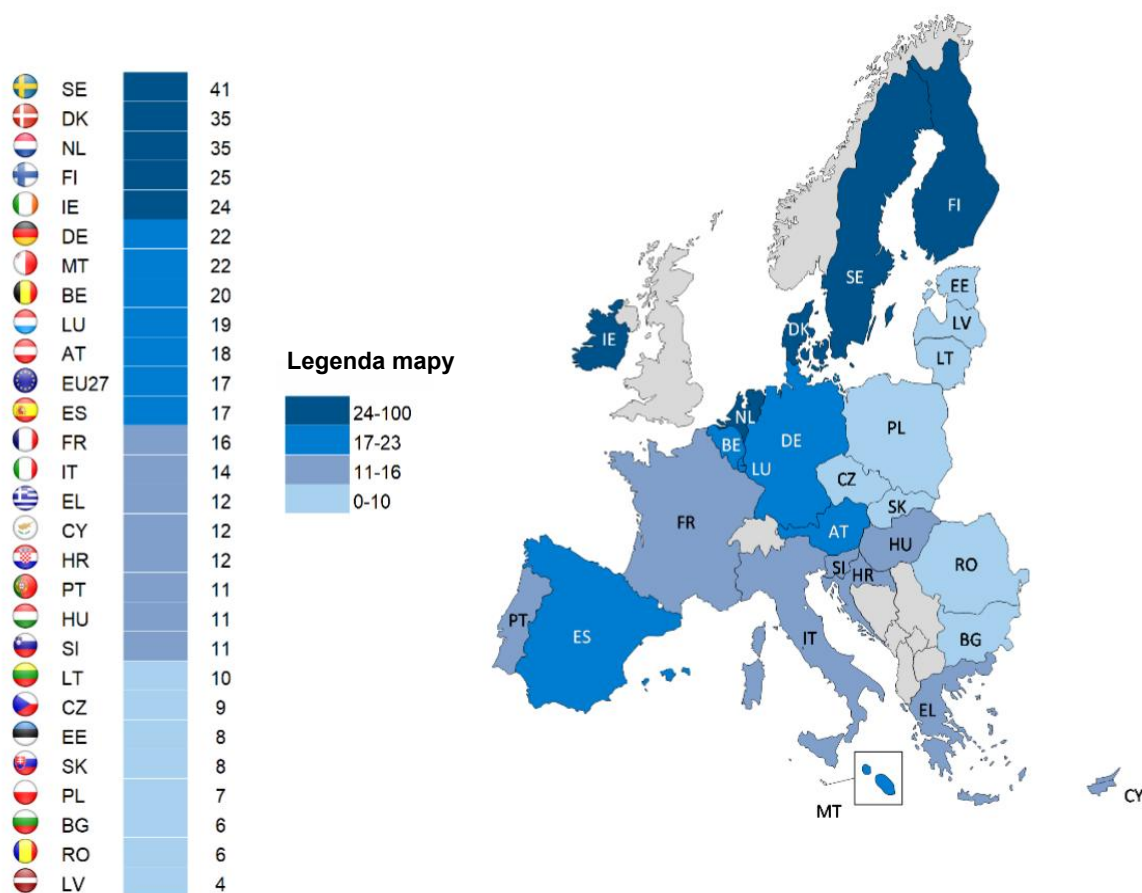 SE 41
DK 35
NL 35
FI 25
IE 24
DE 22
MT 22
BE 20
LU 19
AT 18
EU27 17
ES 17
FR 16
IT 14
EL 12
CY 12
HR 12
PT 11
HU 11
SI 11
LT 10
CZ 9
EE 8
SK 8
PL 7
BG 6
RO 6
LV 4
Legenda mapy
24-100
17-23
11-16
0-10
FI
SE
EE
LV
DK
LT
IE
NL
PL
BE
DE
LU
CZ
SK
FR
AT
HU
SI
HR
RO
PT
ES
IT
BG
EL
MT
CY